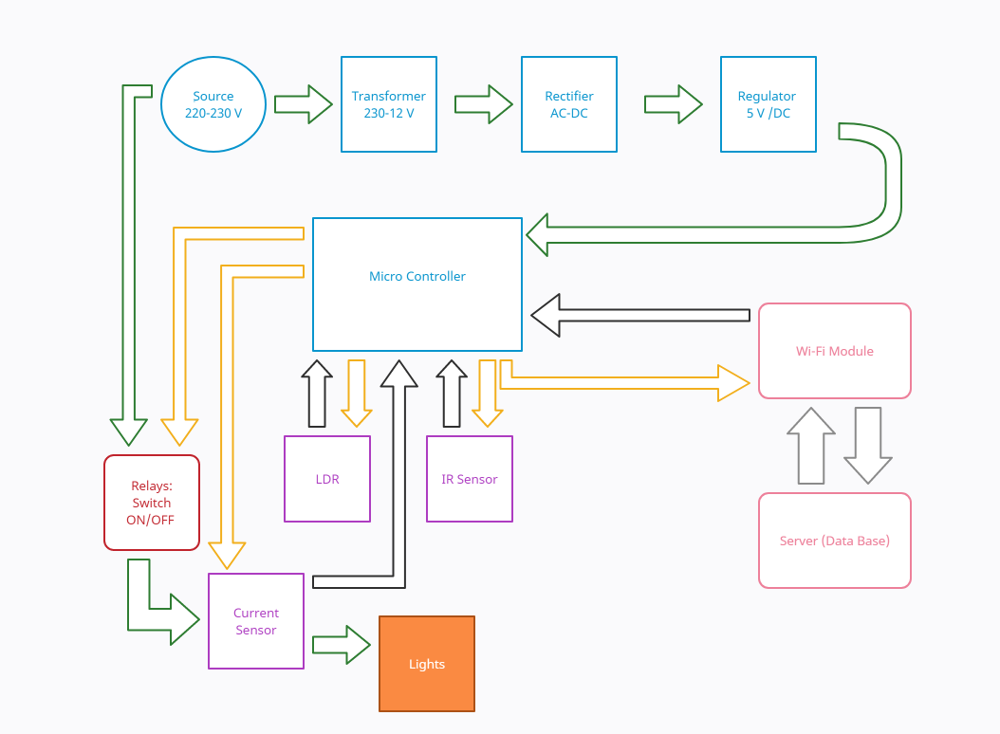 Source
220-230 V
Transformer
230-12 V
Rectifier
AC-DC
Regulator
5 V /DC
Micro Controller
Wi-Fi Module
LDR
IR Sensor
Relays:
Switch
ON/OFF
Server (Data Base)
Current
Sensor
Lights